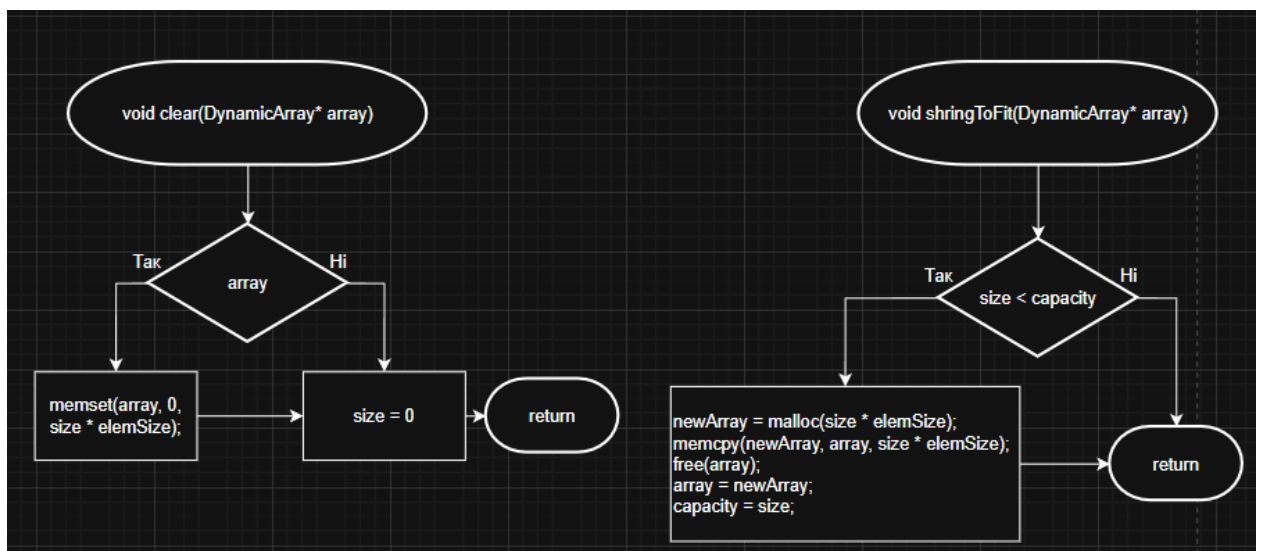 void clear(DynamicArray* array)
Так
array
Ні
memset(array, 0,
size * elemSize);
size = 0
return
void shringToFit(DynamicArray* array)
Так
size < capacity
Ні
newArray = malloc(size * elemSize);
memcpy(newArray, array, size * elemSize);
free(array);
array = newArray;
capacity = size;
return